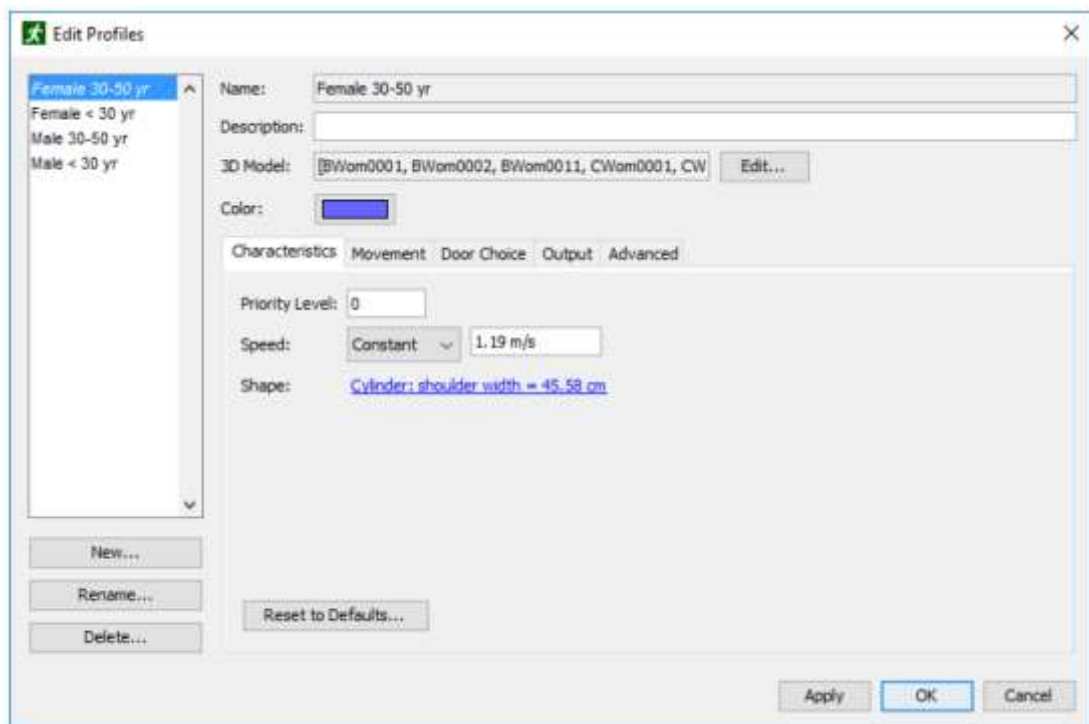 Edit Profiles
Female 30-50 yr
Female < 30 yr
Male 30-50 yr
Male < 30 yr
New...
Rename...
Delete...
Name: Female 30-50 yr
Description:
3D Model: [BWom0001, BWom0002, BWom0011, CWom0001, CW Edit...
Color:
Characteristics Movement Door Choice Output Advanced
Priority Level: 0
Speed: Constant 1.19 m/s
Shape: Cylinder: shoulder width = 45.58 cm
Reset to Defaults...
Apply OK Cancel